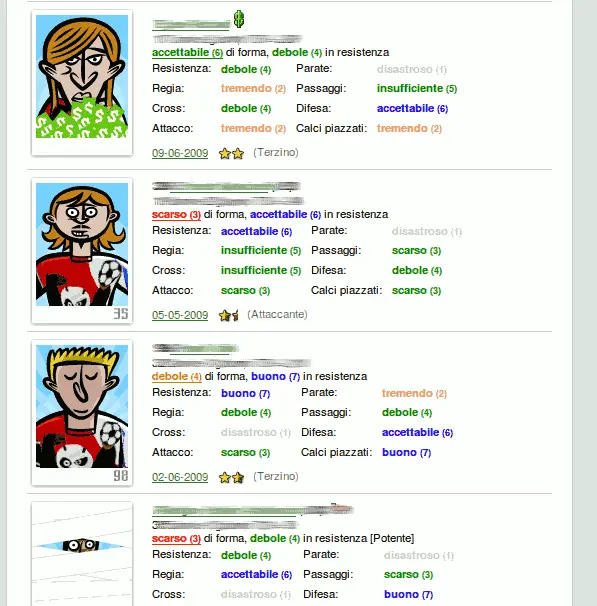 accettabile (6) di forma, debole (4) in resistenza
Resistenza: debole (4) Parate: disastroso (1)
Regia: tremendo (2) Passaggi: insufficiente (5)
Cross: debole (4) Difesa: accettabile (6)
Attacco: tremendo (2) Calci piazzati: tremendo (2)
09-06-2009 (Terzino)
scarso (3) di forma, accettabile (6) in resistenza
Resistenza: accettabile (6) Parate: disastroso (1)
Regia: insufficiente (5) Passaggi: scarso (3)
Cross: insufficiente (5) Difesa: debole (4)
Attacco: scarso (3) Calci piazzati: scarso (3)
35
05-05-2009 (Attaccante)
debole (4) di forma, buono (7) in resistenza
Resistenza: buono (7) Parate: tremendo (2)
Regia: debole (4) Passaggi: debole (4)
Cross: disastroso (1) Difesa: accettabile (6)
Attacco: scarso (3) Calci piazzati: buono (7)
98
02-06-2009 (Terzino)
scarso (3) di forma, debole (4) in resistenza [Potente]
Resistenza: debole (4) Parate: disastroso (1)
Regia: accettabile (6) Passaggi: scarso (3)
Cross: disastroso (1) Difesa: buono (7)